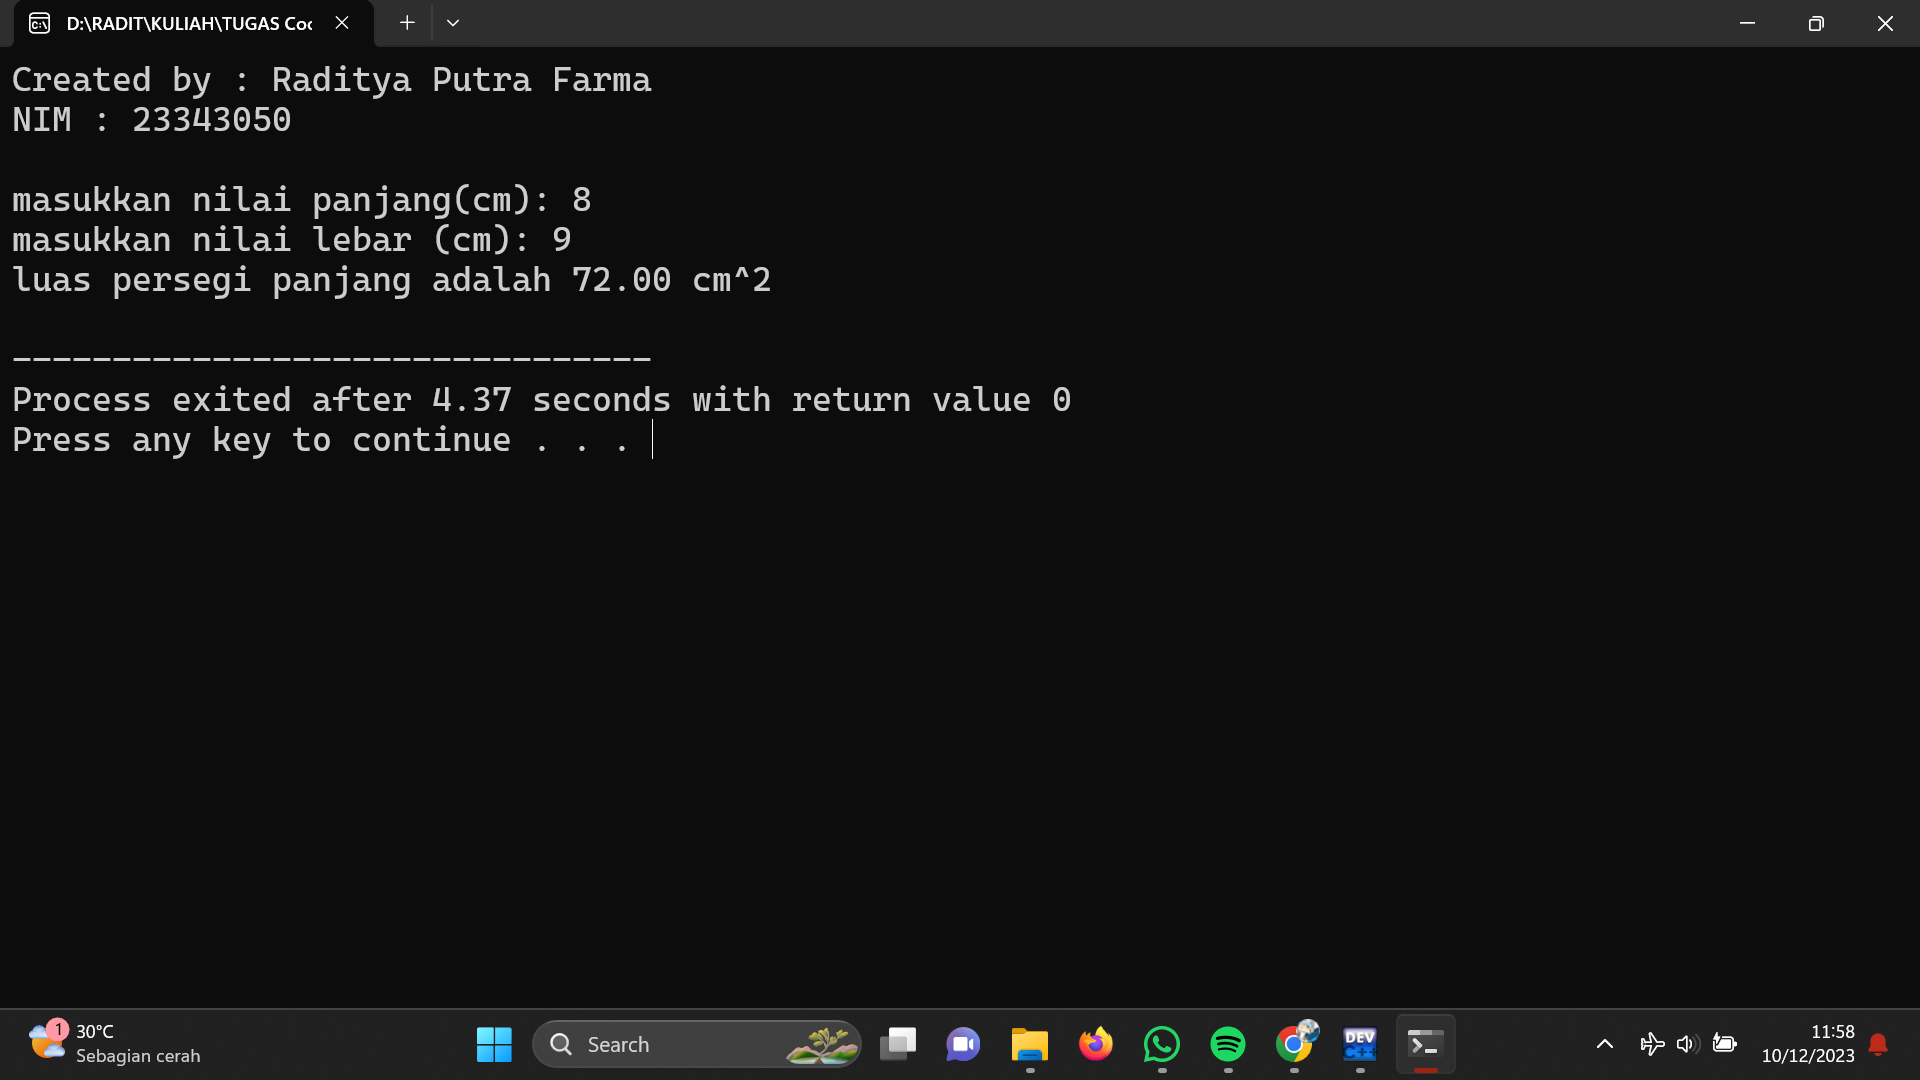 D:\RADIT\KULIAH\TUGAS Coc
Created by : Raditya Putra Farma
NIM : 23343050
masukkan nilai panjang(cm): 8
masukkan nilai lebar (cm): 9
luas persegi panjang adalah 72.00 cm^2
--------------------------------
Process exited after 4.37 seconds with return value 0
Press any key to continue . . .
1
30°C
Sebagian cerah
Search
DEV
C++
11:58
10/12/2023